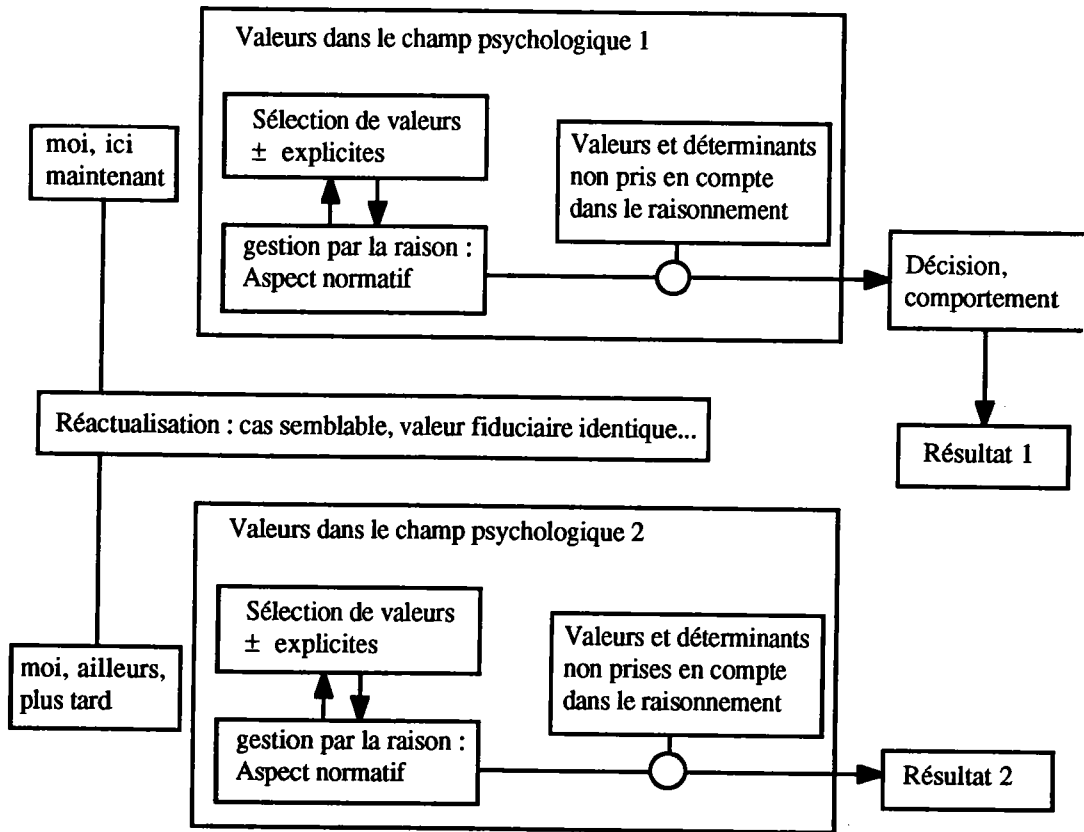 Valeurs dans le champ psychologique 1
Sélection de valeurs
± explicites
moi, ici
maintenant
Valeurs et déterminants
non pris en compte
dans le raisonnement
gestion par la raison :
Aspect normatif
Décision,
comportement
Réactualisation : cas semblable, valeur fiduciaire identique...
Résultat 1
Valeurs dans le champ psychologique 2
Sélection de valeurs
± explicites
Valeurs et déterminants
non prises en compte
dans le raisonnement
moi, ailleurs,
plus tard
gestion par la raison :
Aspect normatif
Résultat 2